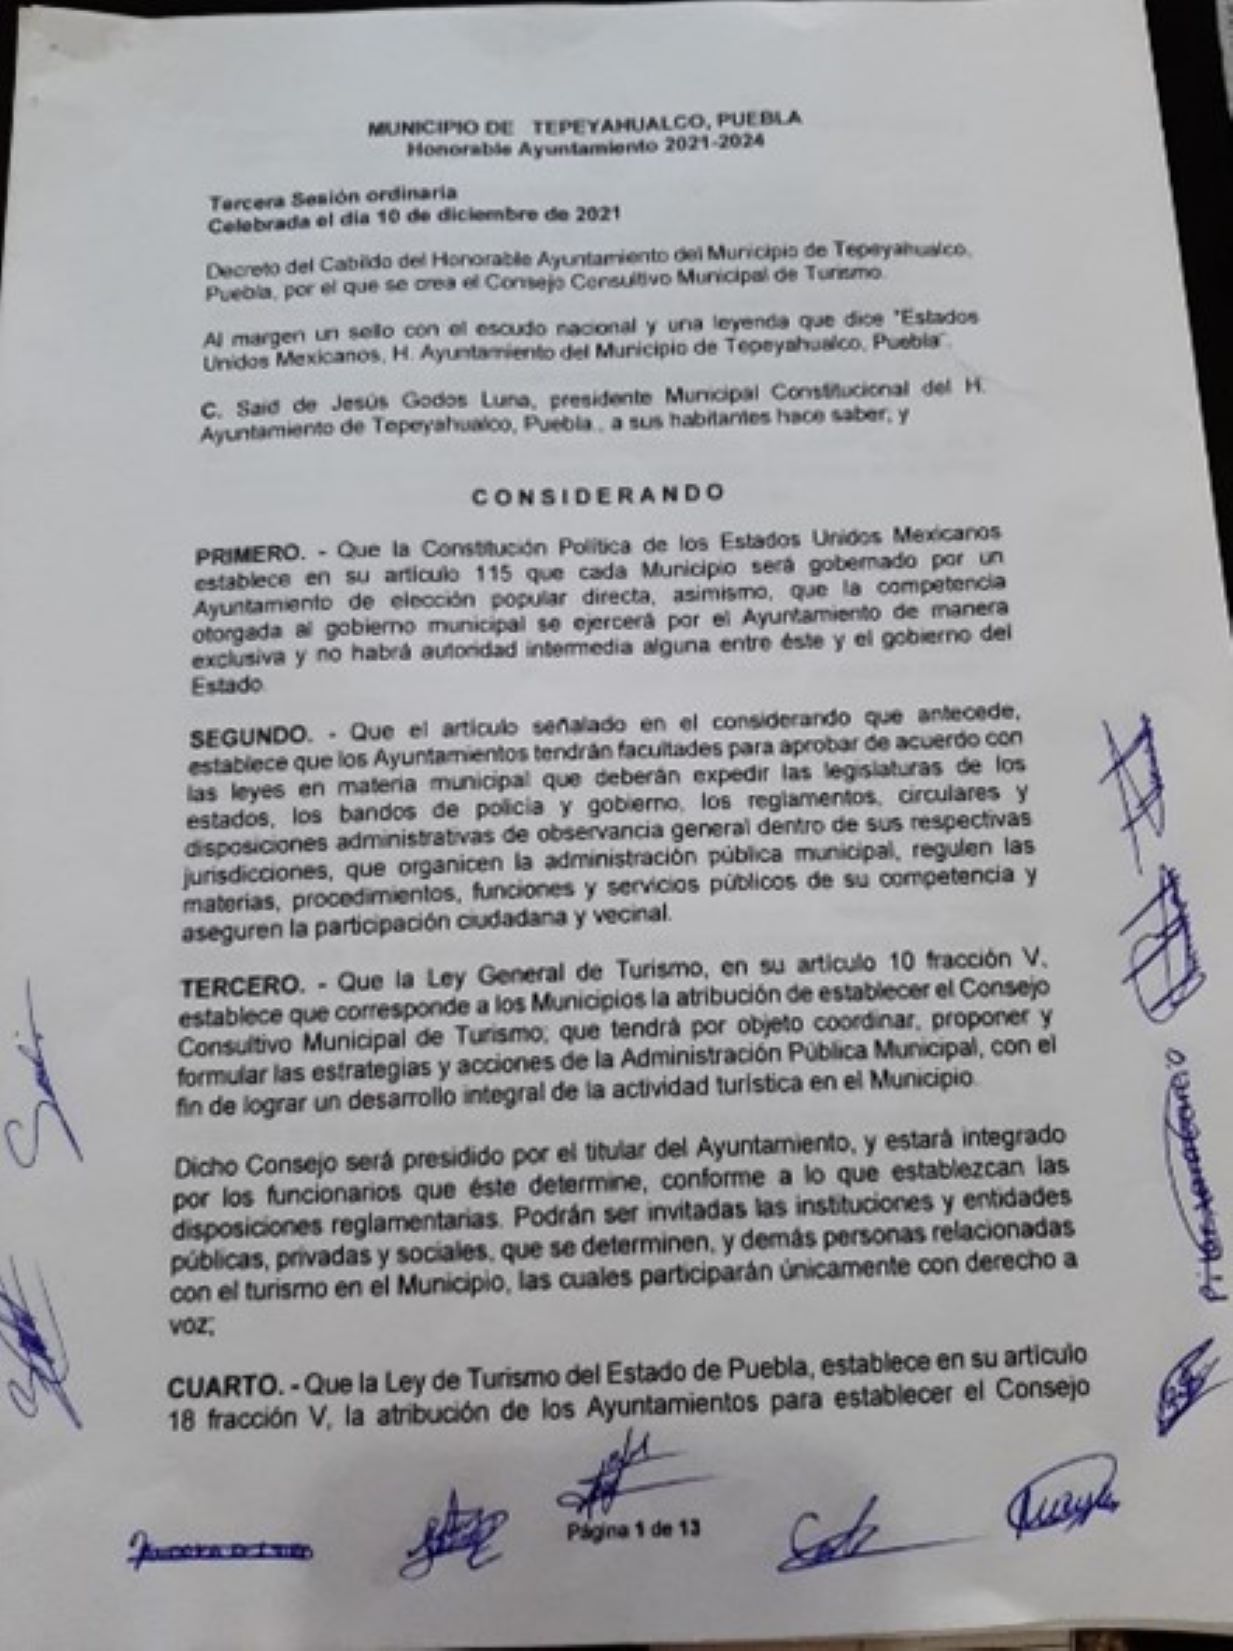 MUNICIPIO DE TEPEYAHUALCO, PUEBLA
Honorable Ayuntamiento 2021-2024
Tercera Sesión ordinaria
Celebrada el día 10 de diciembre de 2021
Decreto del Cabildo del Honorable Ayuntamiento del Municipio de Tepeyahualco,
Puebla, por el que se crea el Consejo Consultivo Municipal de Turismo.
Al margen un sello con el escudo nacional y una leyenda que dice "Estados
Unidos Mexicanos, H. Ayuntamiento del Municipio de Tepeyahualco, Puebla".
C. Said de Jesús Godos Luna, presidente Municipal Constitucional del H.
Ayuntamiento de Tepeyahualco, Puebla., a sus habitantes hace saber; y
CONSIDERANDO
PRIMERO. - Que la Constitución Política de los Estados Unidos Mexicanos
establece en su artículo 115 que cada Municipio será gobernado por un
Ayuntamiento de elección popular directa, asimismo, que la competencia
otorgada al gobierno municipal se ejercerá por el Ayuntamiento de manera
exclusiva y no habrá autoridad intermedia alguna entre éste y el gobierno del
Estado.
SEGUNDO. - Que el artículo señalado en el considerando que antecede,
establece que los Ayuntamientos tendrán facultades para aprobar de acuerdo con
las leyes en materia municipal que deberán expedir las legislaturas de los
estados, los bandos de policía y gobierno, los reglamentos, circulares y
disposiciones administrativas de observancia general dentro de sus respectivas
jurisdicciones, que organicen la administración pública municipal, regulen las
materias, procedimientos, funciones y servicios públicos de su competencia y
aseguren la participación ciudadana y vecinal.
TERCERO. - Que la Ley General de Turismo, en su artículo 10 fracción V,
establece que corresponde a los Municipios la atribución de establecer el Consejo
Consultivo Municipal de Turismo; que tendrá por objeto coordinar, proponer y
formular las estrategias y acciones de la Administración Pública Municipal, con el
fin de lograr un desarrollo integral de la actividad turística en el Municipio.
Dicho Consejo será presidido por el titular del Ayuntamiento, y estará integrado
por los funcionarios que éste determine, conforme a lo que establezcan las
disposiciones reglamentarias. Podrán ser invitadas las instituciones y entidades
públicas, privadas y sociales, que se determinen, y demás personas relacionadas
con el turismo en el Municipio, las cuales participarán únicamente con derecho a
voz;
CUARTO. - Que la Ley de Turismo del Estado de Puebla, establece en su artículo
18 fracción V, la atribución de los Ayuntamientos para establecer el Consejo
Página 1 de 13